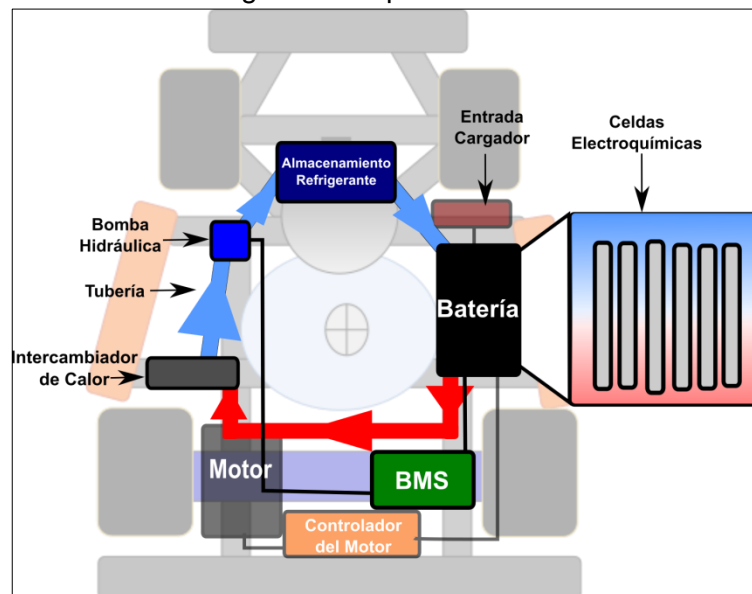 Entrada
Cargador
Celdas
Electroquímicas
Almacenamiento
Refrigerante
Bomba
Hidráulica
Tubería
Batería
Intercambiador
de Calor
Motor
BMS
Controlador
del Motor